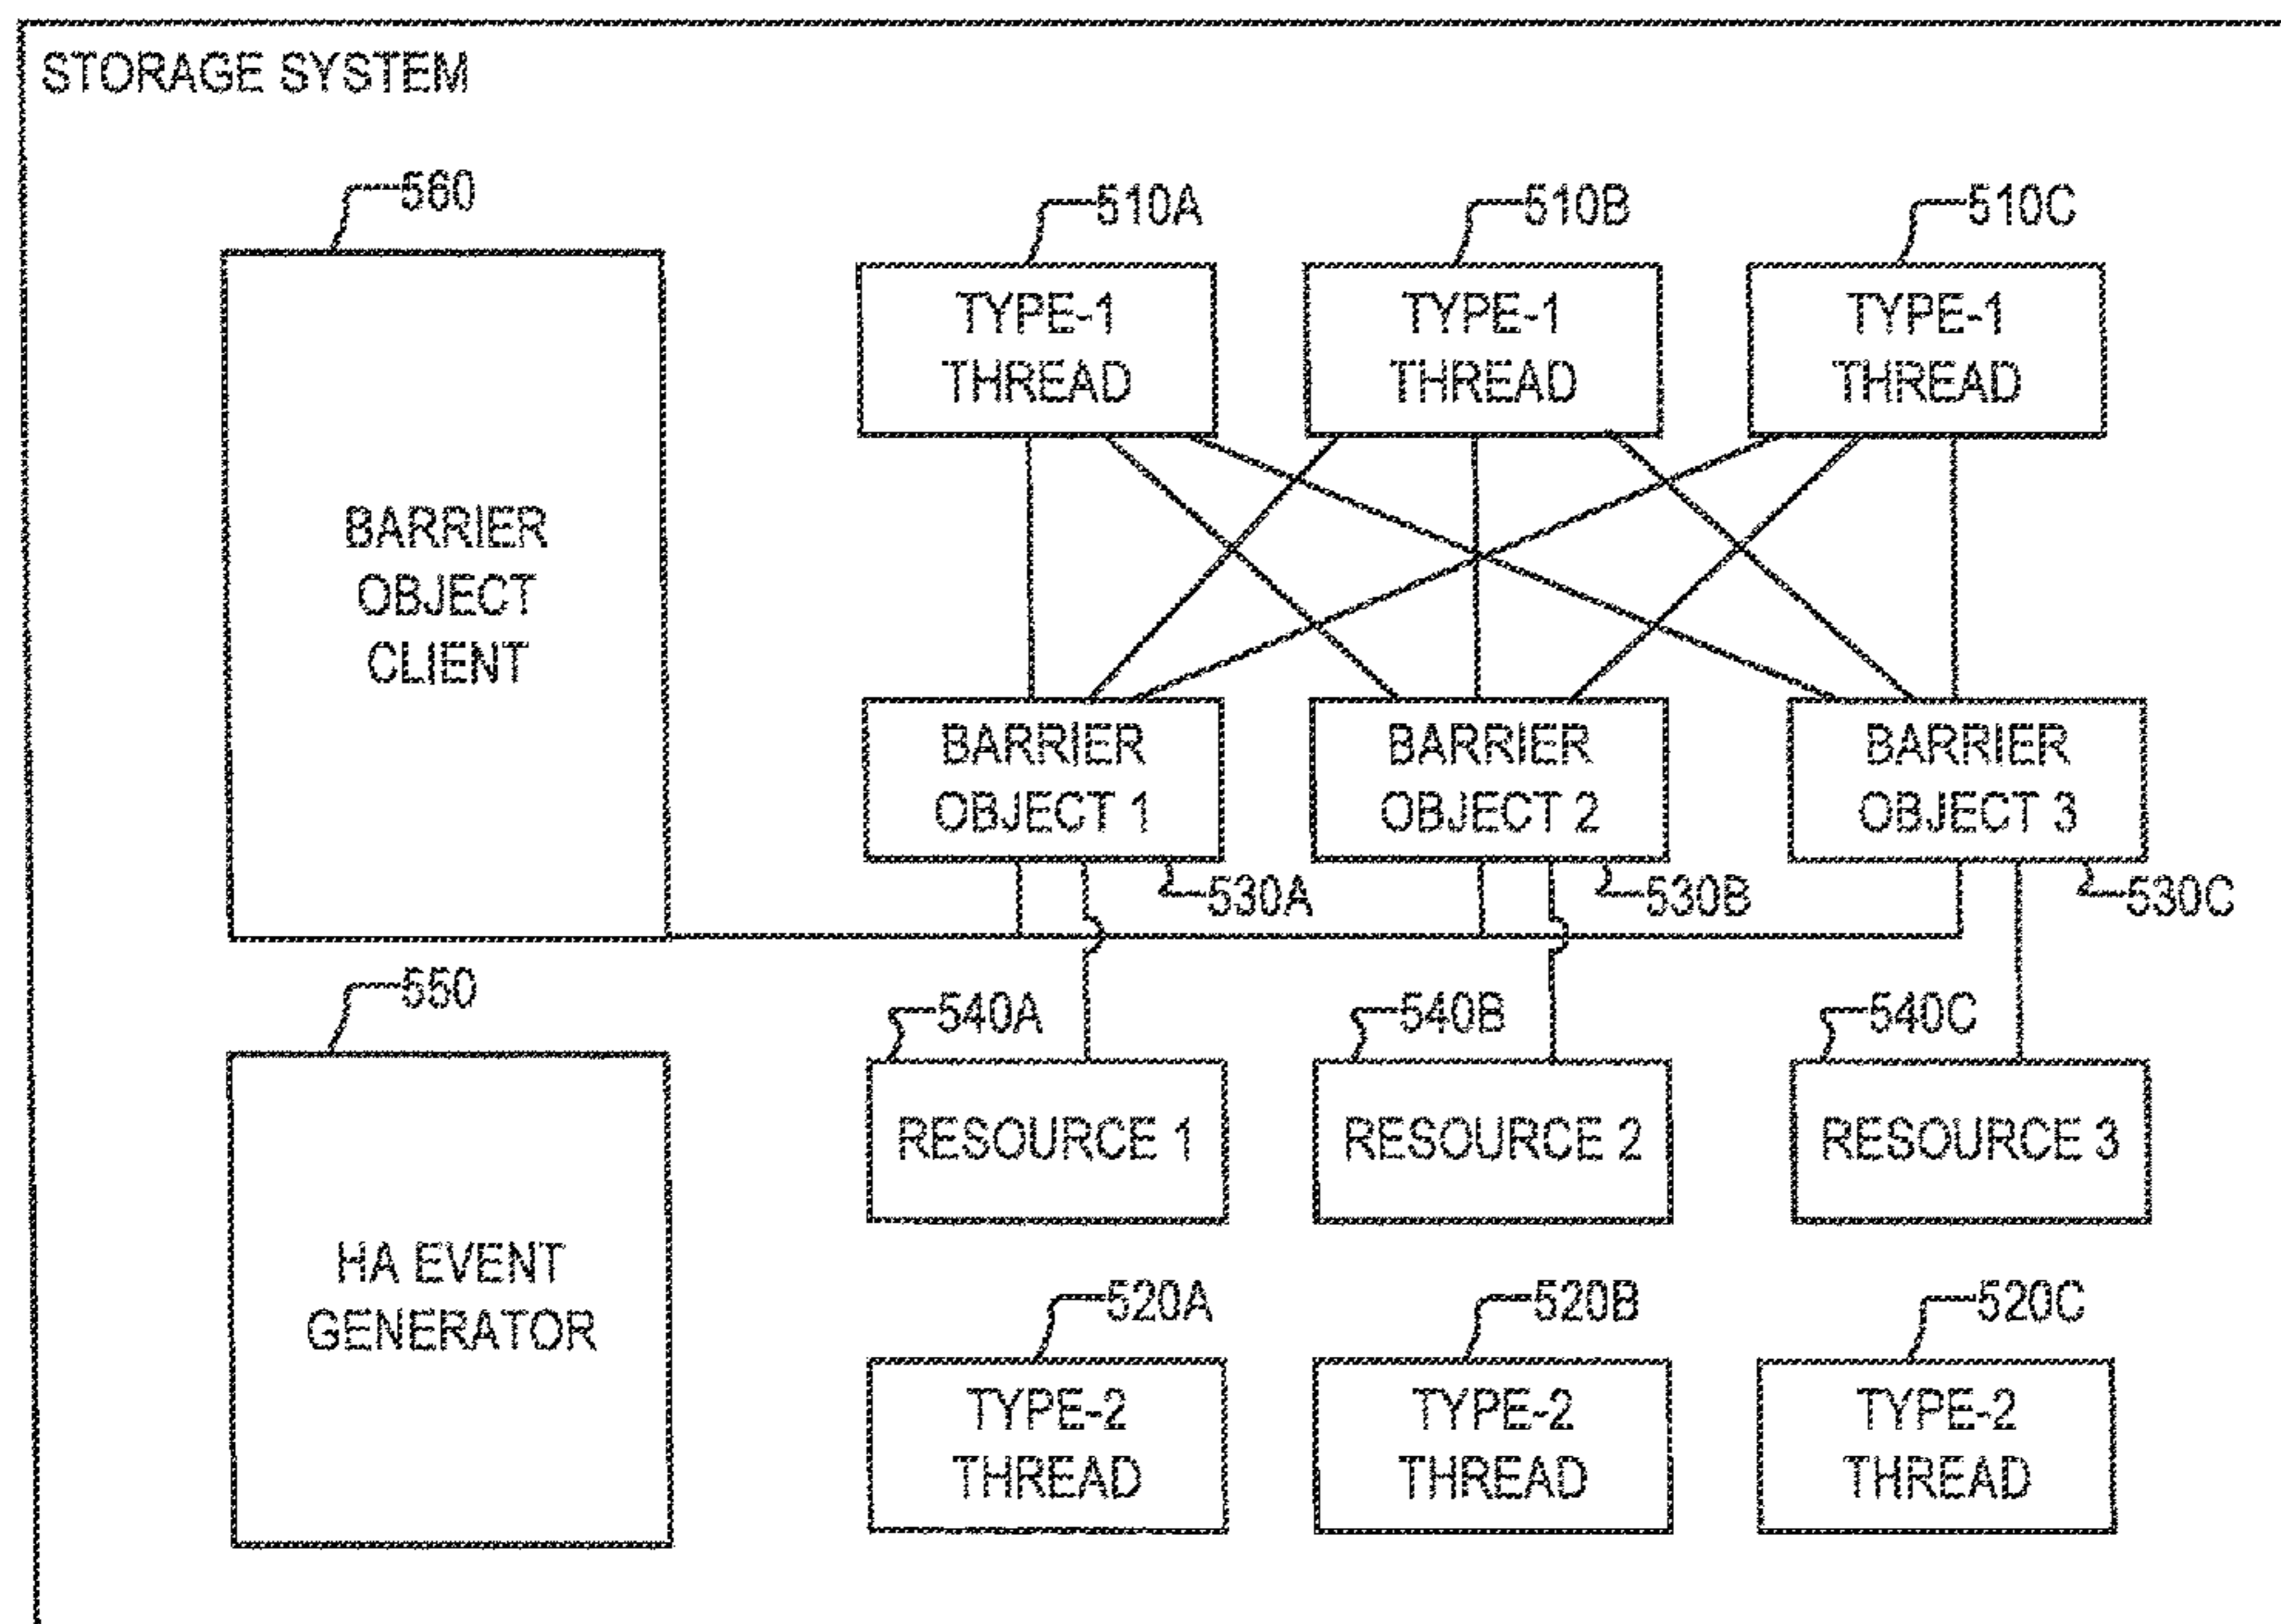 STORAGE SYSTEM
560
510A
510B
510C
TYPE-1
THREAD
TYPE-1
THREAD
TYPE-1
THREAD
BARRIER
OBJECT
CLIENT
BARRIER
OBJECT 1
BARRIER
OBJECT 2
BARRIER
OBJECT 3
530A
530B
530C
550
540A
540B
540C
RESOURCE 1
RESOURCE 2
RESOURCE 3
HA EVENT
GENERATOR
520A
520B
520C
TYPE-2
THREAD
TYPE-2
THREAD
TYPE-2
THREAD